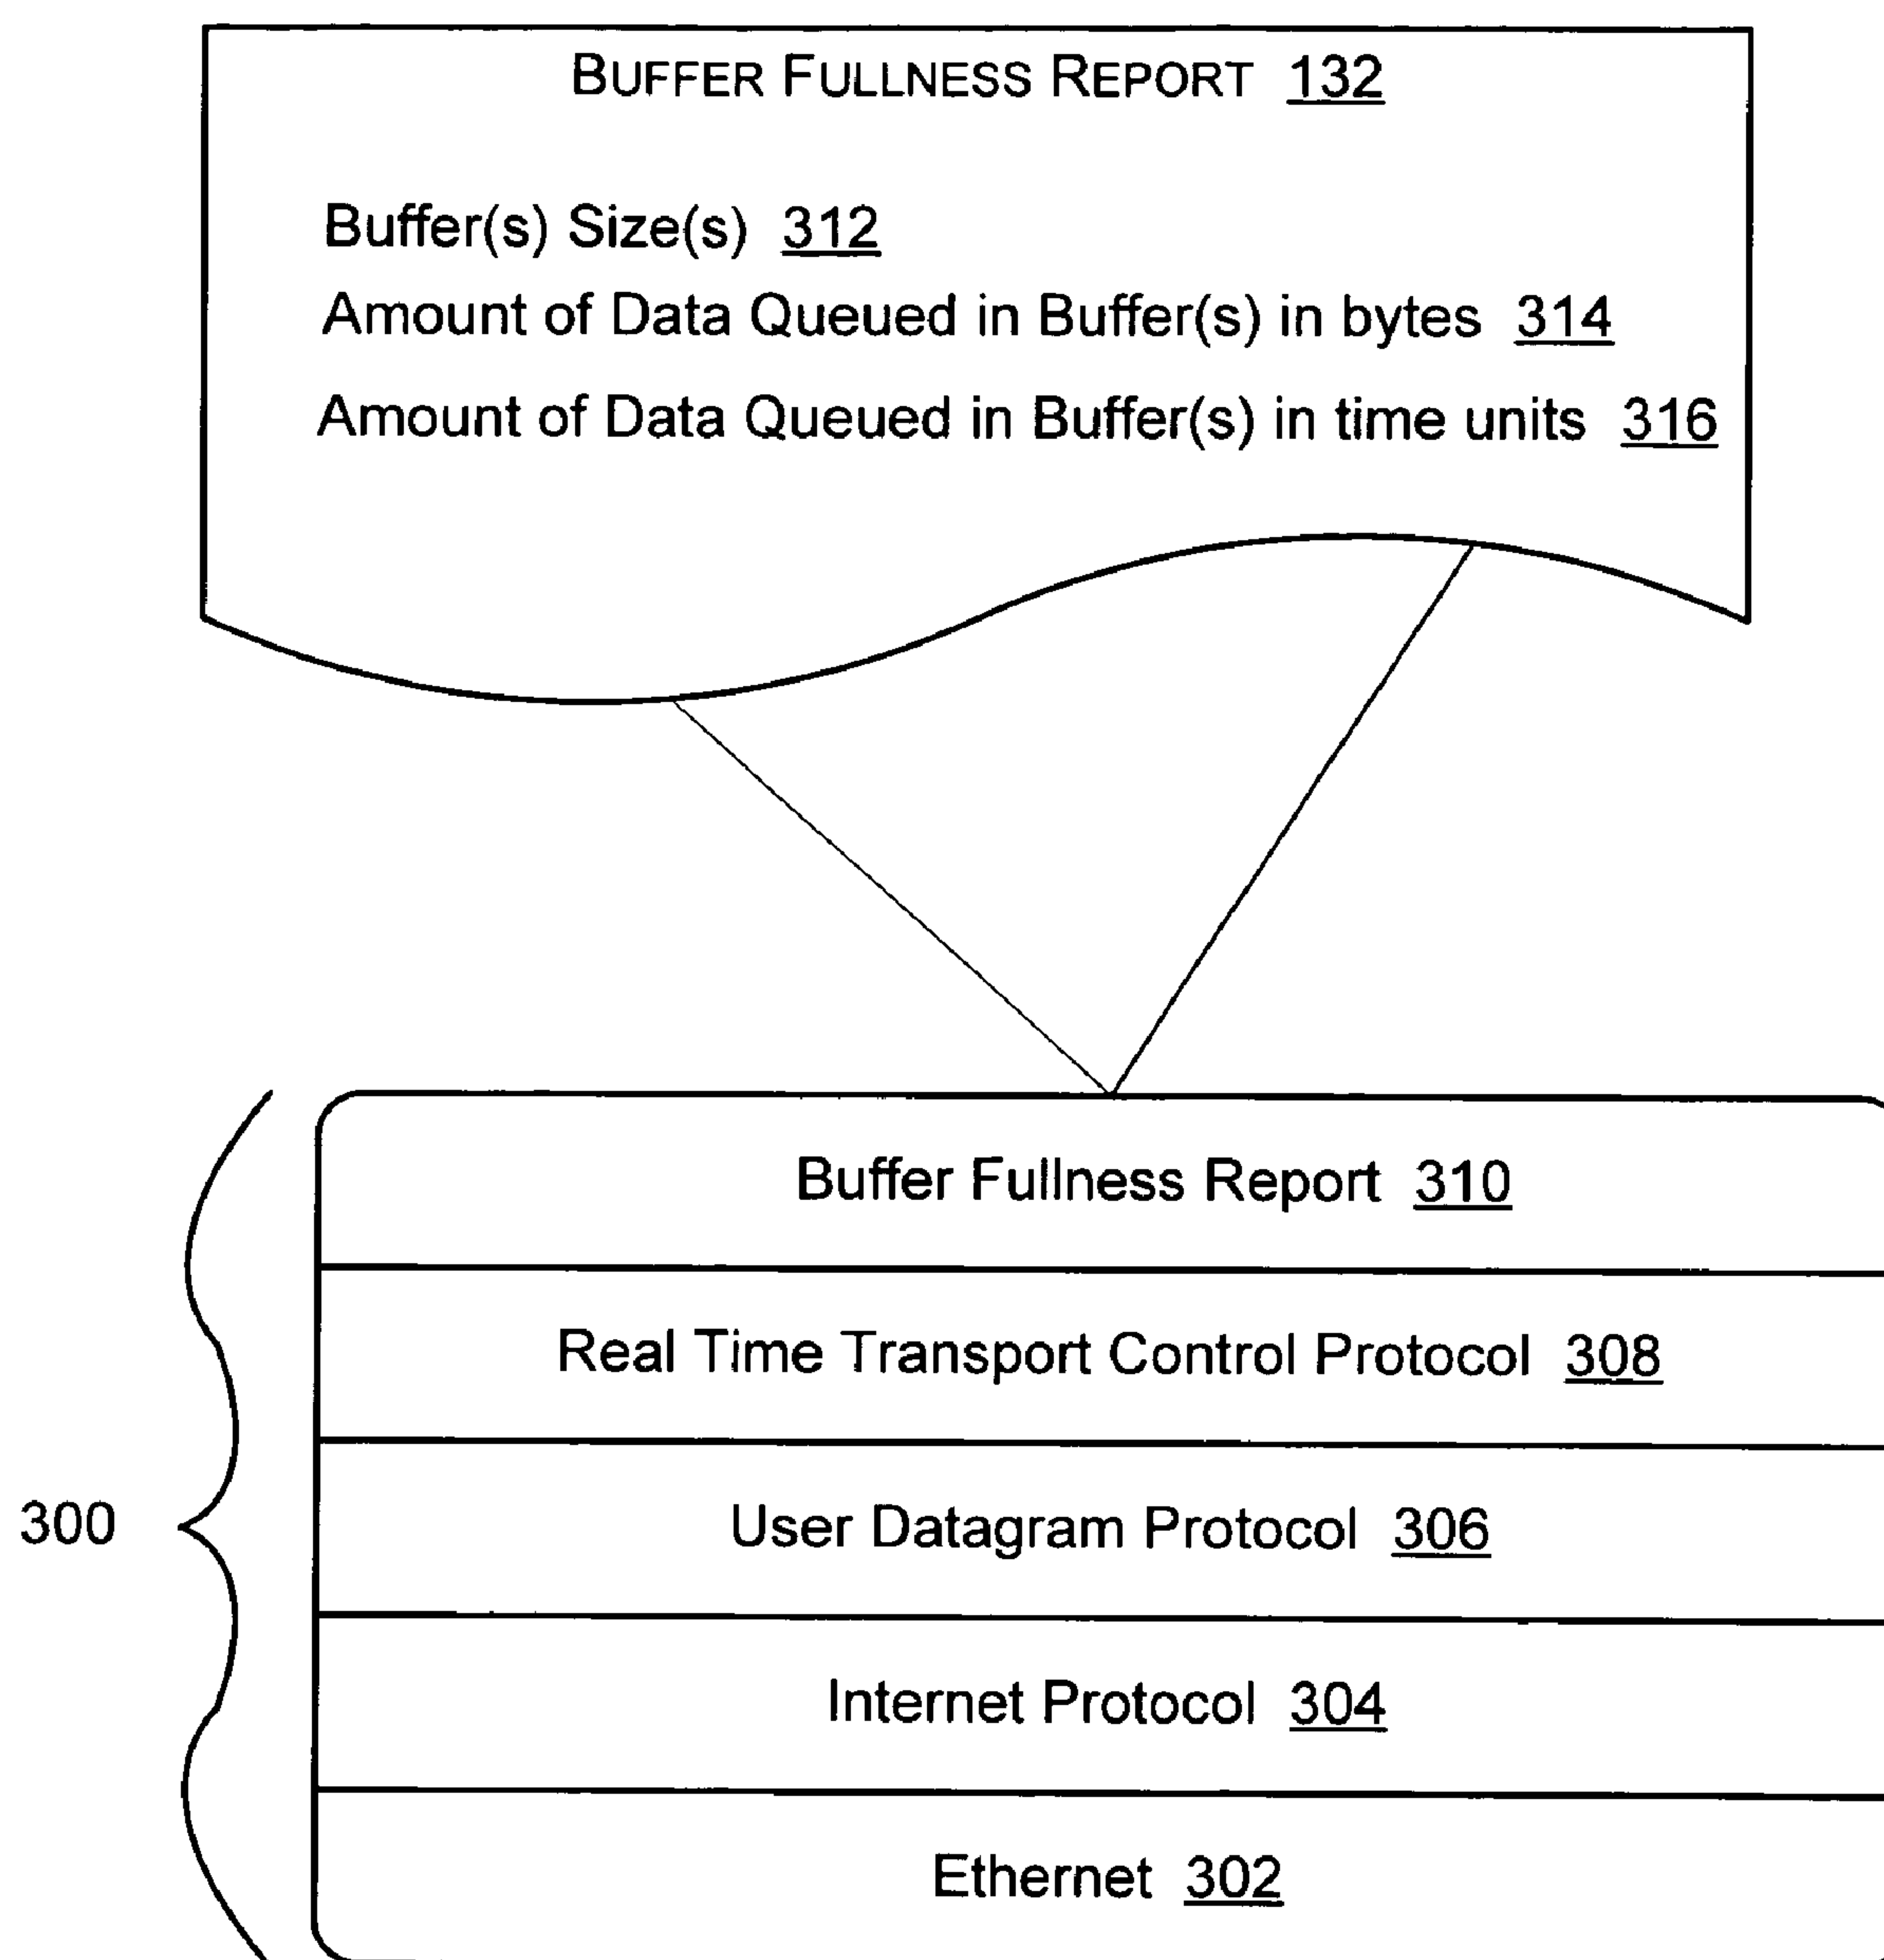 BUFFER FULLNESS REPORT 132
Buffer(s) Size(s) 312
Amount of Data Queued in Buffer(s) in bytes 314
Amount of Data Queued in Buffer(s) in time units 316
Buffer Fullness Report 310
Real Time Transport Control Protocol 308
User Datagram Protocol 306
300
Internet Protocol 304
Ethernet 302